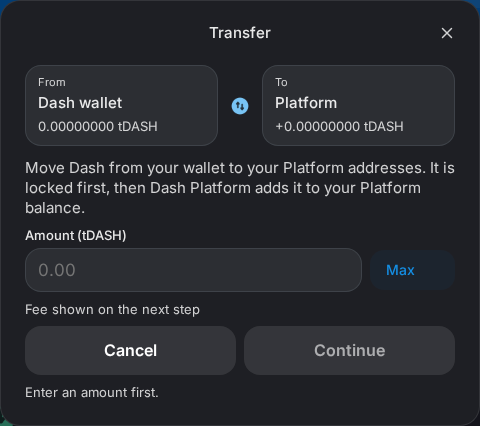 Transfer
From
Dash wallet
0.00000000 tDASH
To
Platform
+0.00000000 tDASH
Move Dash from your wallet to your Platform addresses. It is
locked first, then Dash Platform adds it to your Platform
balance.
Amount (tDASH)
0.00
Max
Fee shown on the next step
Cancel
Continue
Enter an amount first.